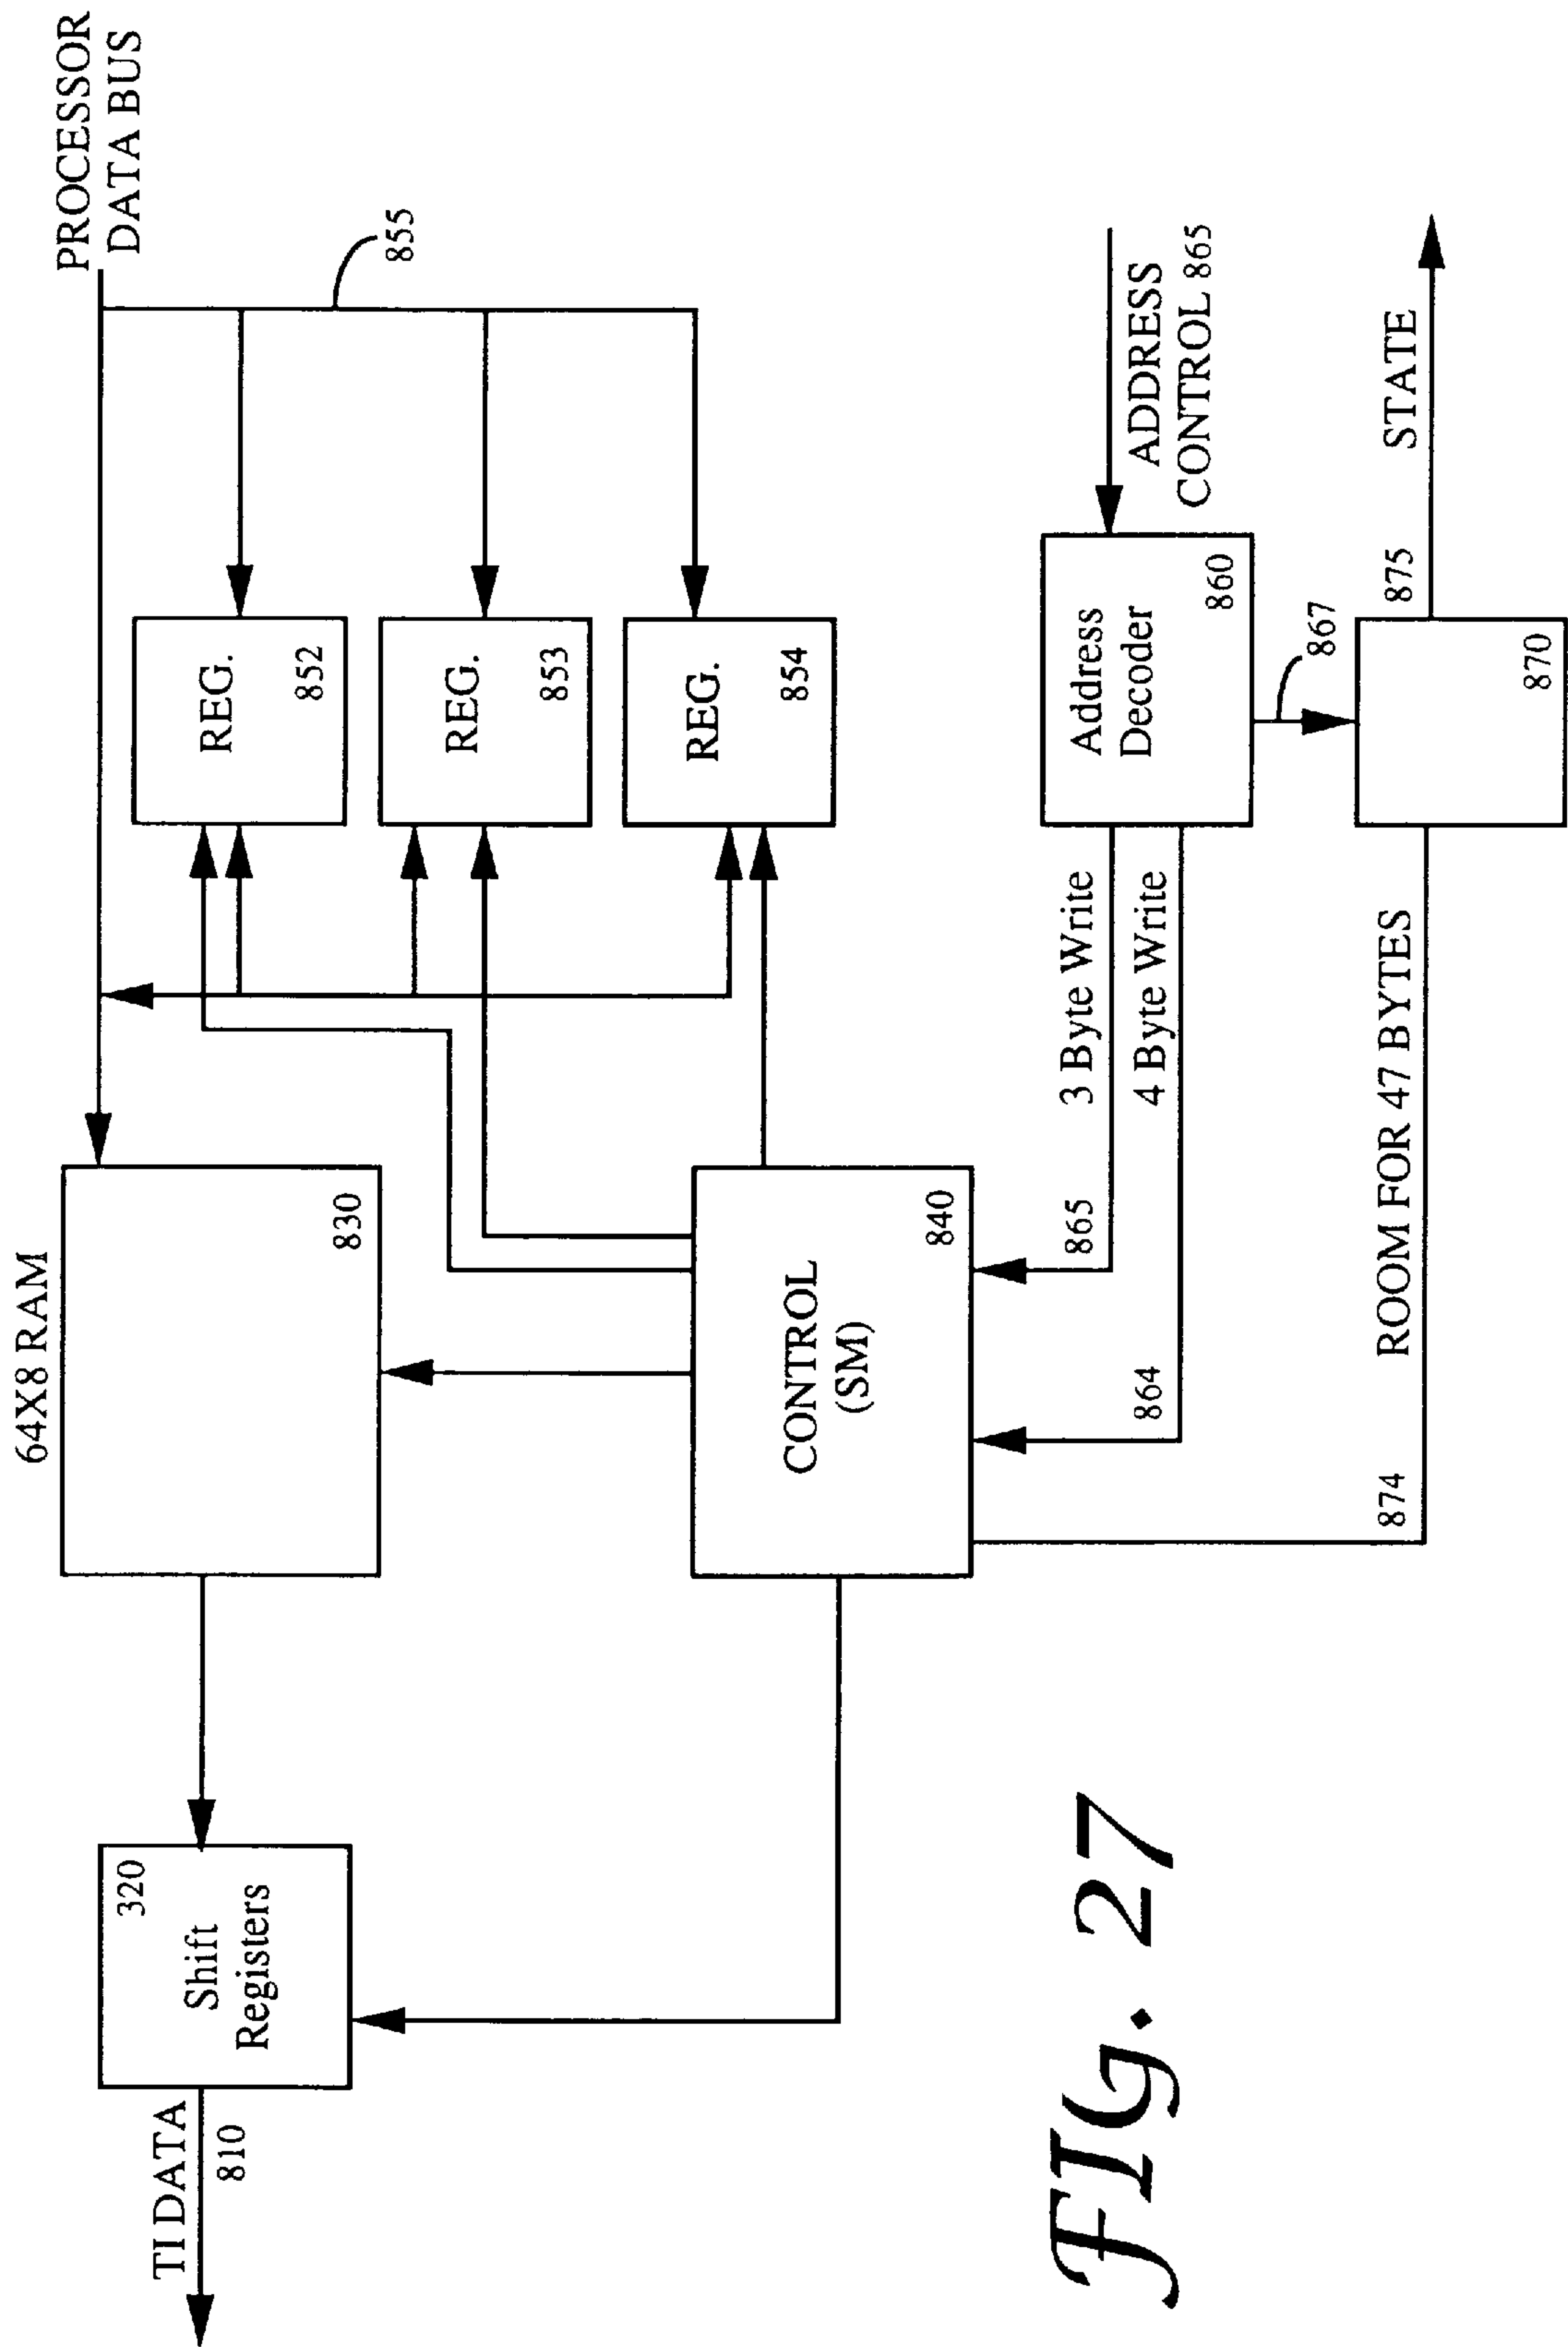 PROCESSOR
DATA BUS
64X8 RAM
830
320
Shift
Registers
TI DATA
810
855
REG.
852
REG.
853
REG.
854
CONTROL
(SM)
840
865
864
3 Byte Write
4 Byte Write
Address
Decoder
860
ADDRESS
CONTROL 865
867
874
ROOM FOR 47 BYTES
870
875
STATE
FIG. 27